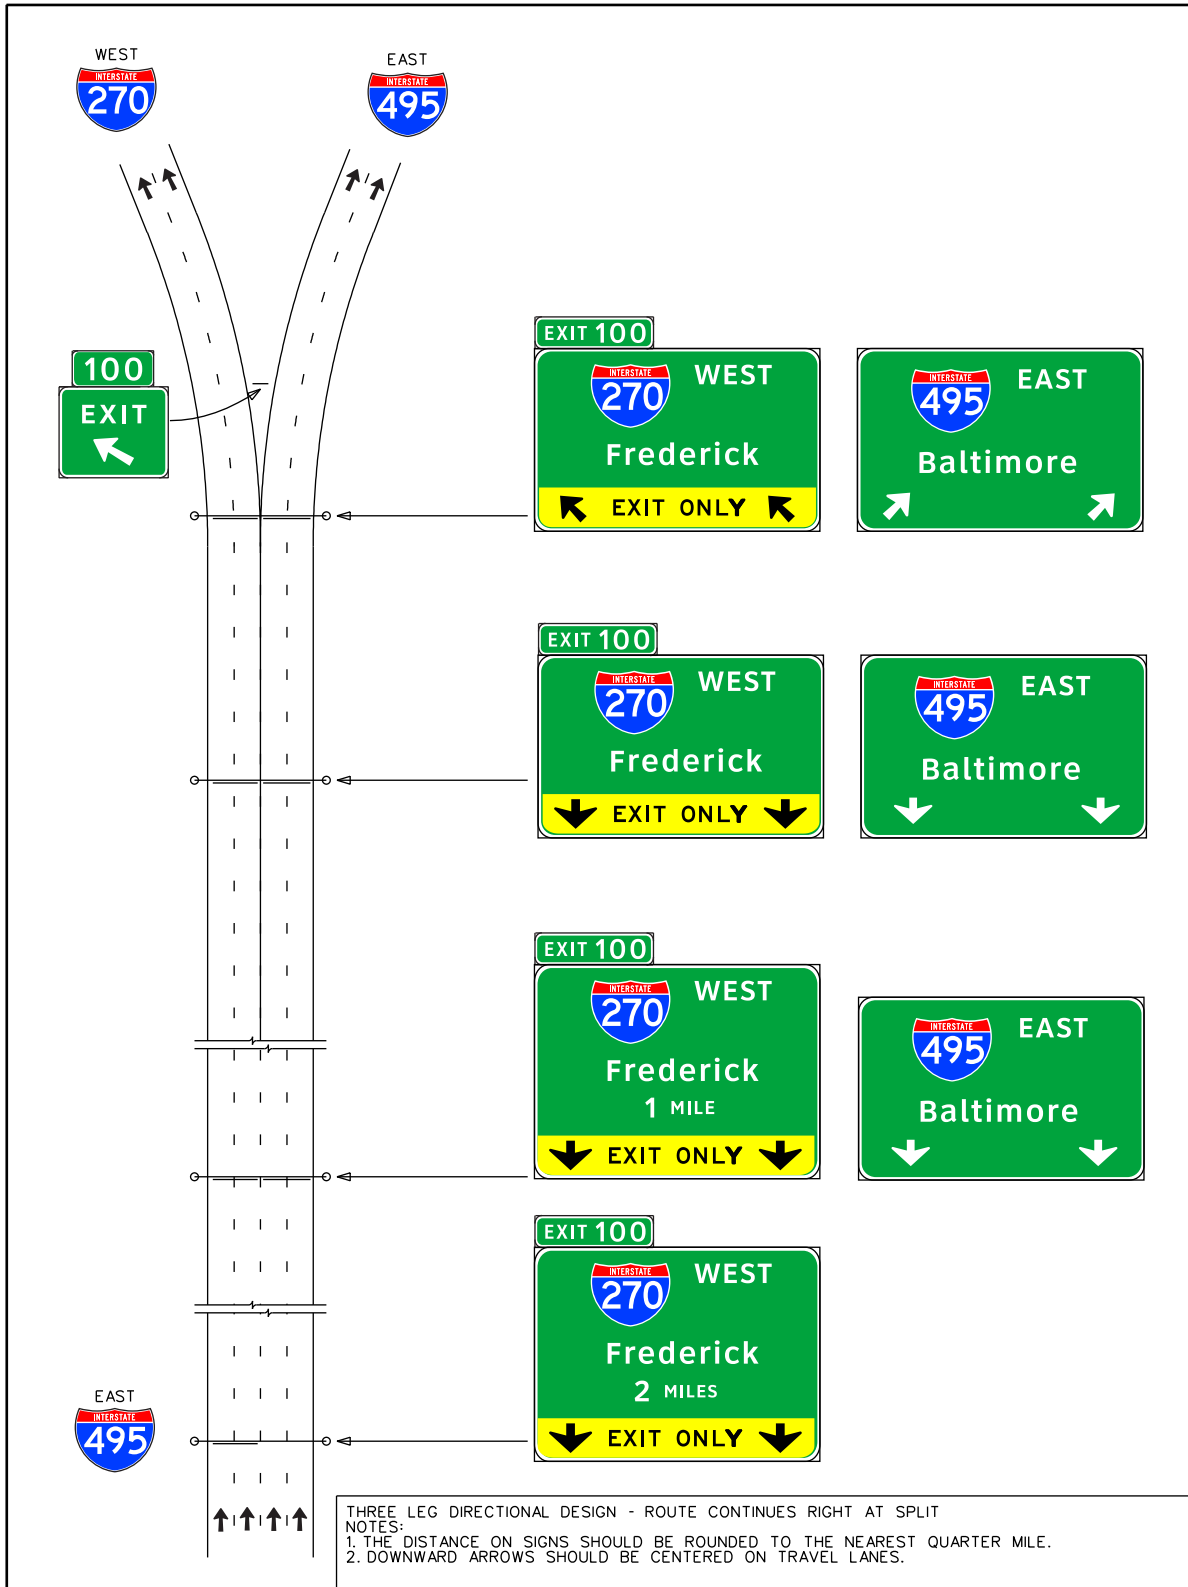 WEST
INTERSTATE
270
EAST
INTERSTATE
495
100
EXIT
EXIT 100
INTERSTATE
270
WEST
Frederick
EXIT ONLY
INTERSTATE
495
EAST
Baltimore
EXIT 100
INTERSTATE
270
WEST
Frederick
EXIT ONLY
INTERSTATE
495
EAST
Baltimore
EXIT 100
INTERSTATE
270
WEST
Frederick
1 MILE
EXIT ONLY
INTERSTATE
495
EAST
Baltimore
EXIT 100
INTERSTATE
270
WEST
Frederick
2 MILES
EXIT ONLY
EAST
INTERSTATE
495
THREE LEG DIRECTIONAL DESIGN - ROUTE CONTINUES RIGHT AT SPLIT
NOTES:
1. THE DISTANCE ON SIGNS SHOULD BE ROUNDED TO THE NEAREST QUARTER MILE.
2. DOWNWARD ARROWS SHOULD BE CENTERED ON TRAVEL LANES.